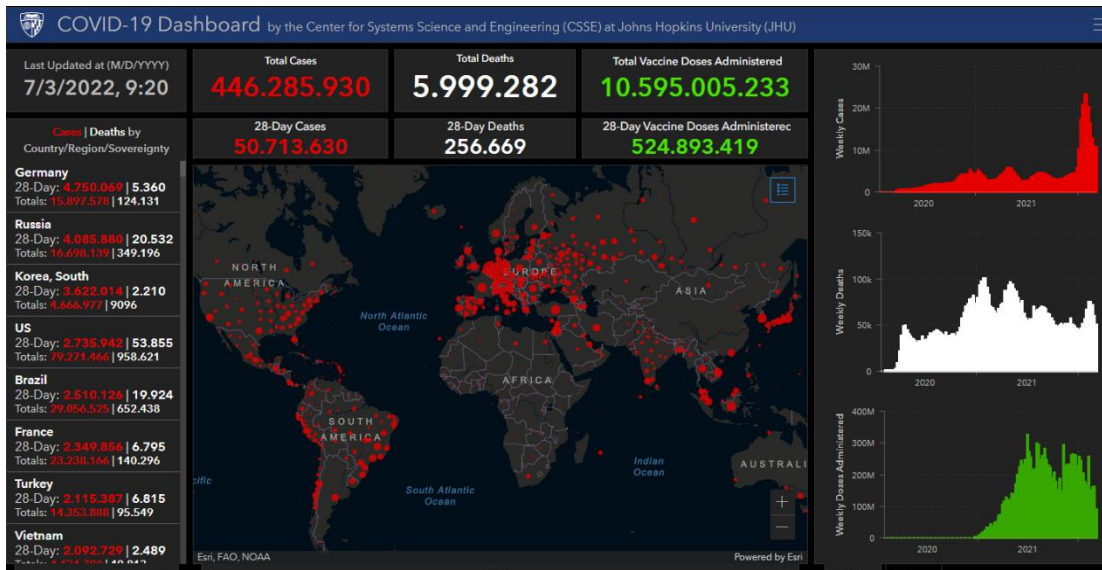 COVID-19 Dashboard by the Center for Systems Science and Engineering (CSSE) at Johns Hopkins University (JHU)
Last Updated at (M/D/YYYY)
7/3/2022, 9:20
Total Cases
446.285.930
Total Deaths
5.999.282
Total Vaccine Doses Administered
10.595.005.233
28-Day Cases
50.713.630
28-Day Deaths
256.669
28-Day Vaccine Doses Administerec
524.893.419
Cases | Deaths by
Country/Region/Sovereignty
Germany
28-Day: 4.750.069 | 5.360
Totals: 15.897.578 | 124.131
Russia
28-Day: 4.085.880 | 20.532
Totals: 16.698.139 | 349.196
Korea, South
28-Day: 3.622.014 | 2.210
Totals: 4.666.977 | 9096
US
28-Day: 2.735.942 | 53.855
Totals: 79.271.466 | 958.621
Brazil
28-Day: 2.510.126 | 19.924
Totals: 29.056.525 | 652.438
France
28-Day: 2.349.856 | 6.795
Totals: 23.238.166 | 140.296
Turkey
28-Day: 2.115.387 | 6.815
Totals: 14.353.888 | 95.549
Vietnam
28-Day: 2.092.729 | 2.489
NORTH
AMERICA
North Atlantic
Ocean
EUROPE
ASIA
AFRICA
SOUTH
AMERICA
cific
South Atlantic
Ocean
Indian
Ocean
AUSTRALI
+
−
Esri, FAO, NOAA
Powered by Esri
Weekly Cases
30M
20M
10M
0
2020
2021
Weekly Deaths
150k
100k
50k
0
2020
2021
Weekly Doses Administered
400M
300M
200M
100M
0
2020
2021